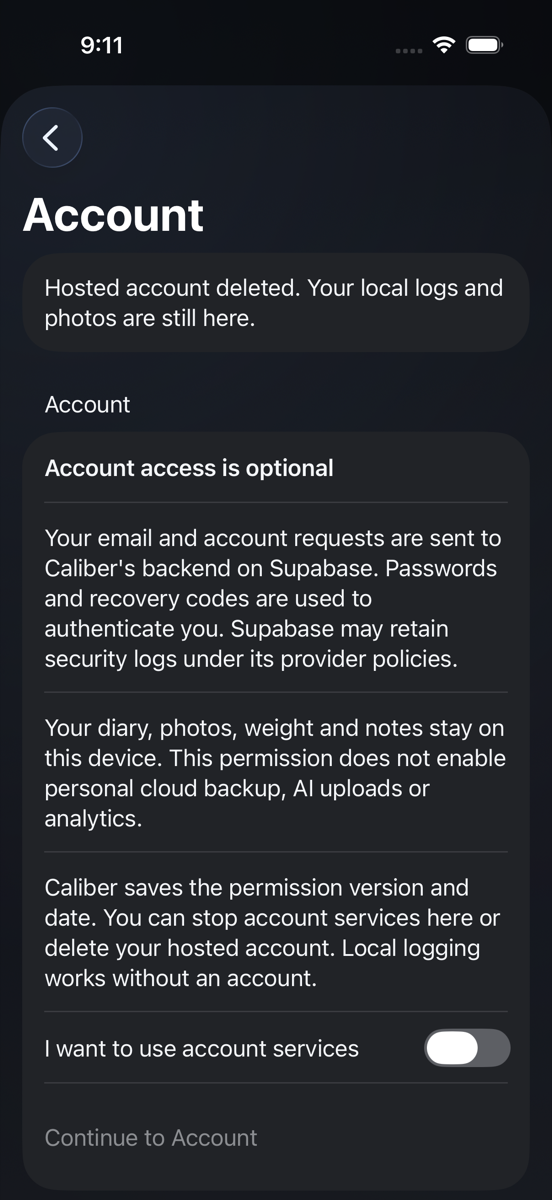 9:11
Account
Hosted account deleted. Your local logs and
photos are still here.
Account
Account access is optional
Your email and account requests are sent to
Caliber's backend on Supabase. Passwords
and recovery codes are used to
authenticate you. Supabase may retain
security logs under its provider policies.
Your diary, photos, weight and notes stay on
this device. This permission does not enable
personal cloud backup, AI uploads or
analytics.
Caliber saves the permission version and
date. You can stop account services here or
delete your hosted account. Local logging
works without an account.
I want to use account services
Continue to Account